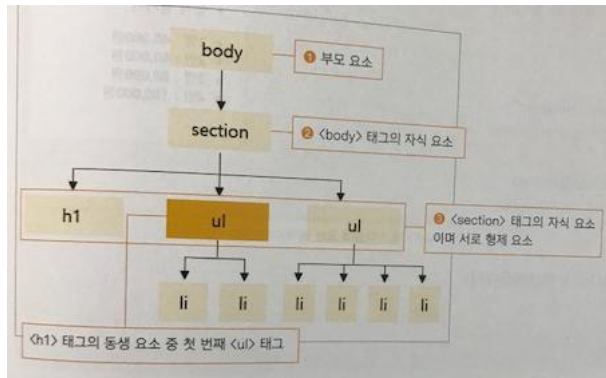 body
❶ 부모 요소
section
❷ <body> 태그의 자식 요소
h1
ul
ul
❸ <section> 태그의 자식 요소
이며 서로 형제 요소
li
li
li
li
li
li
<h1> 태그의 동생 요소 중 첫 번째 <ul> 태그